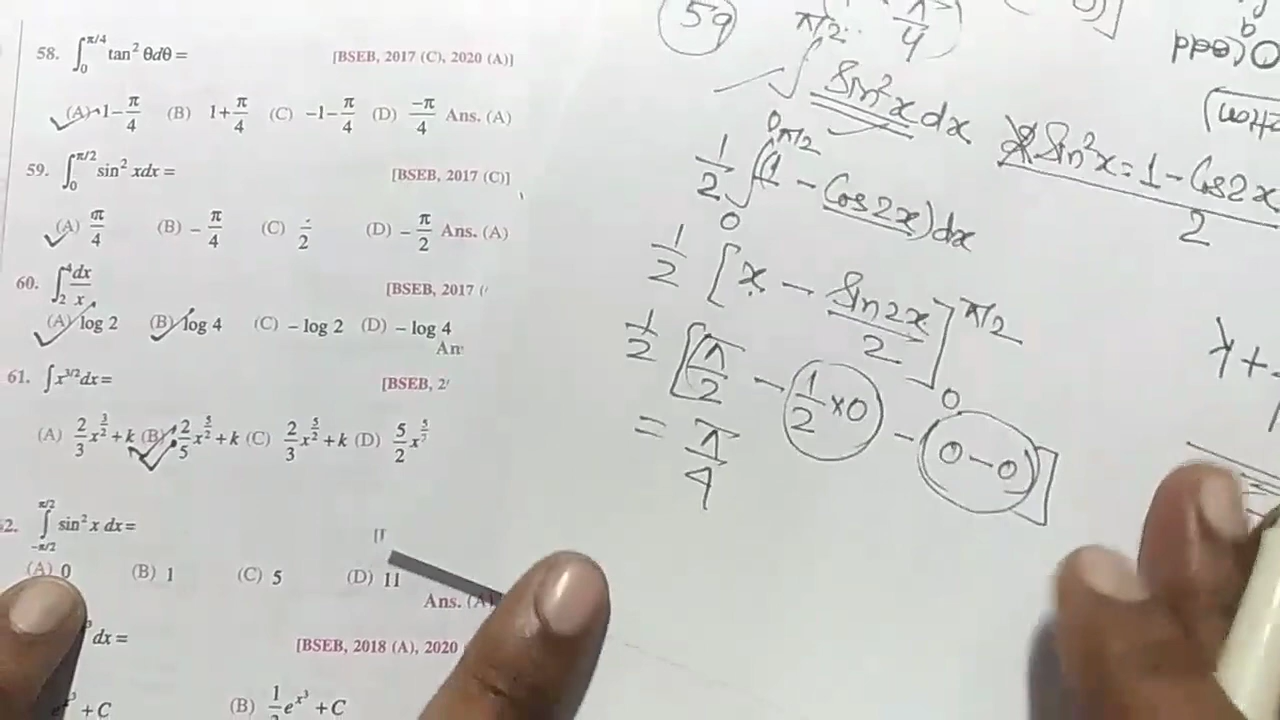 58. ∫₀^{π/4} tan² θdθ = [BSEB, 2017 (C), 2020 (A)]
(A) 1 − π/4 (B) 1 + π/4 (C) −1 − π/4 (D) −π/4 Ans. (A)
59. ∫₀^{π/2} sin² xdx = [BSEB, 2017 (C)]
(A) π/4 (B) − π/4 (C) /2 (D) − π/2 Ans. (A)
60. ∫₂⁴ dx/x [BSEB, 2017 (
(A) log 2 (B) log 4 (C) − log 2 (D) − log 4
An
61. ∫x^{3/2}dx = [BSEB, 2
(A) 2/3 x^{3/2} + k (B) 2/5 x^{5/2} + k (C) 2/3 x^{5/2} + k (D) 5/2 x
2. ∫_{−π/2}^{π/2} sin² x dx =
(A) 0 (B) 1 (C) 5 (D) 11
Ans. (A)
dx = [BSEB, 2018 (A), 2020
+ C (B) e^{x³} + C
59
π/4
∫₀^{π/2} Sin²x dx
Sin²x = 1 − Cos2x
2
1/2 ∫₀^{π/2} (1 − Cos2x) dx
1/2 [x − Sin2x/2]₀^{π/2}
1/2 [π/2 − 1/2 × 0 − 0 − 0]
= π/4